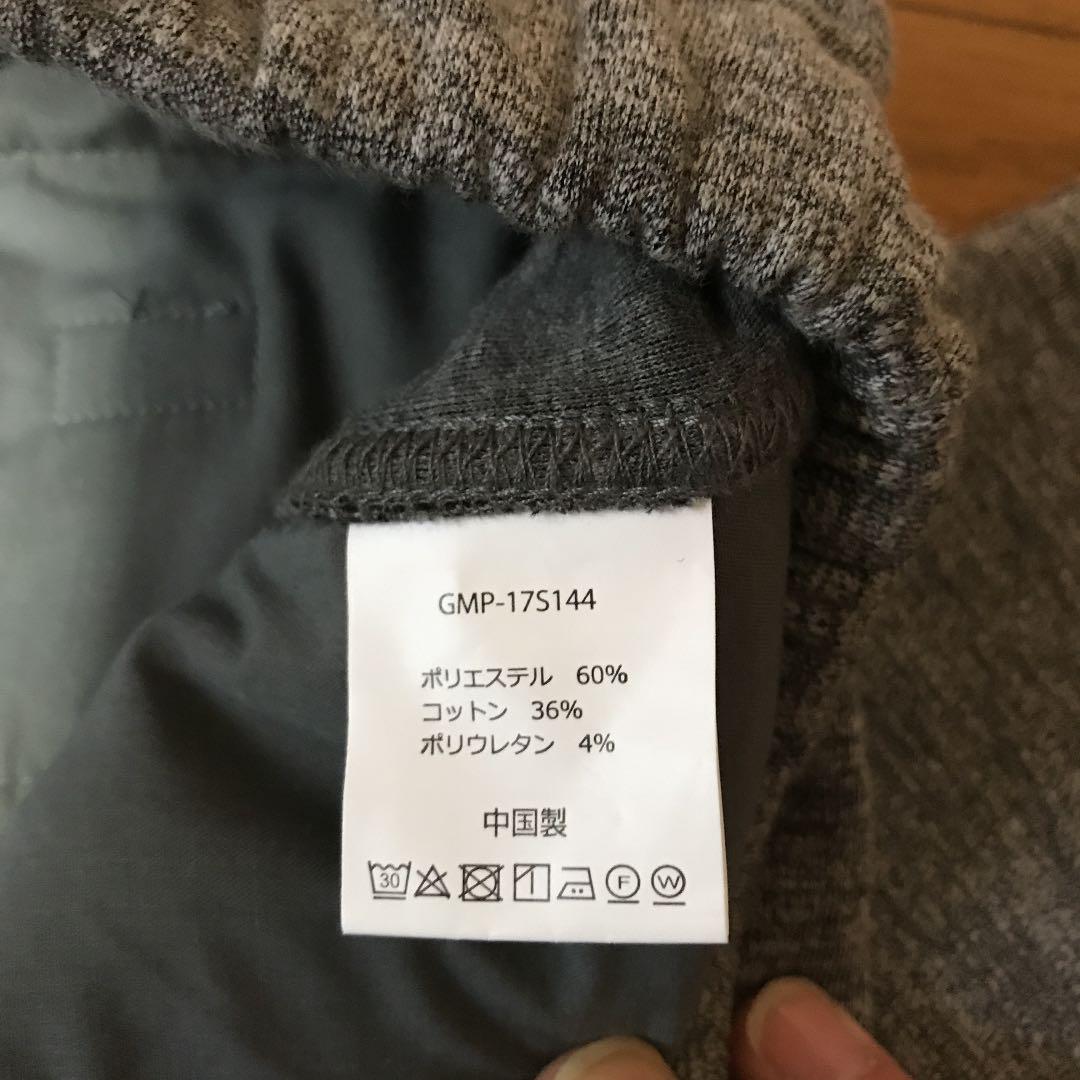 GMP-17S144
ポリエステル 60%
コットン 36%
ポリウレタン 4%
中国製
30 F W